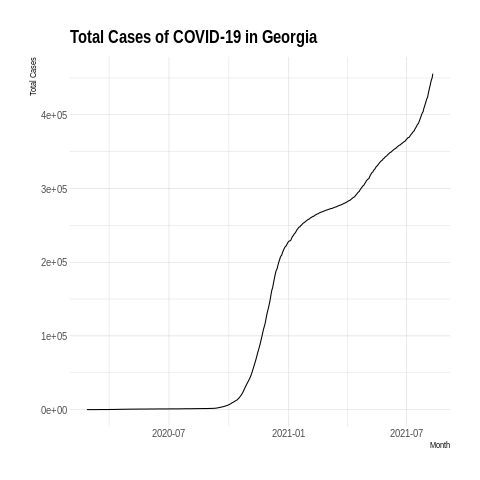 Total Cases of COVID-19 in Georgia
Total Cases
4e+05
3e+05
2e+05
1e+05
0e+00
2020-07 2021-01 2021-07
Month